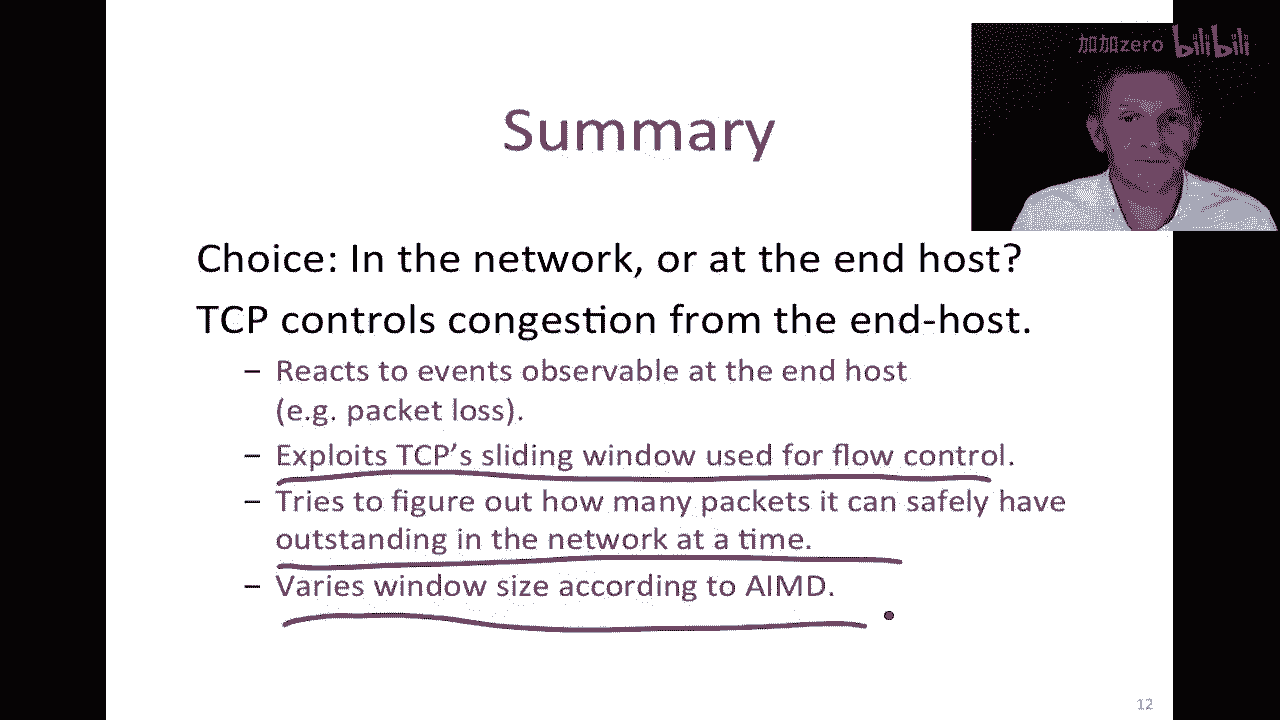 加加zero bilibili
Summary
Choice: In the network, or at the end host?
TCP controls congestion from the end-host.
– Reacts to events observable at the end host
(e.g. packet loss).
– Exploits TCP’s sliding window used for flow control.
– Tries to figure out how many packets it can safely have
outstanding in the network at a time.
– Varies window size according to AIMD.
12